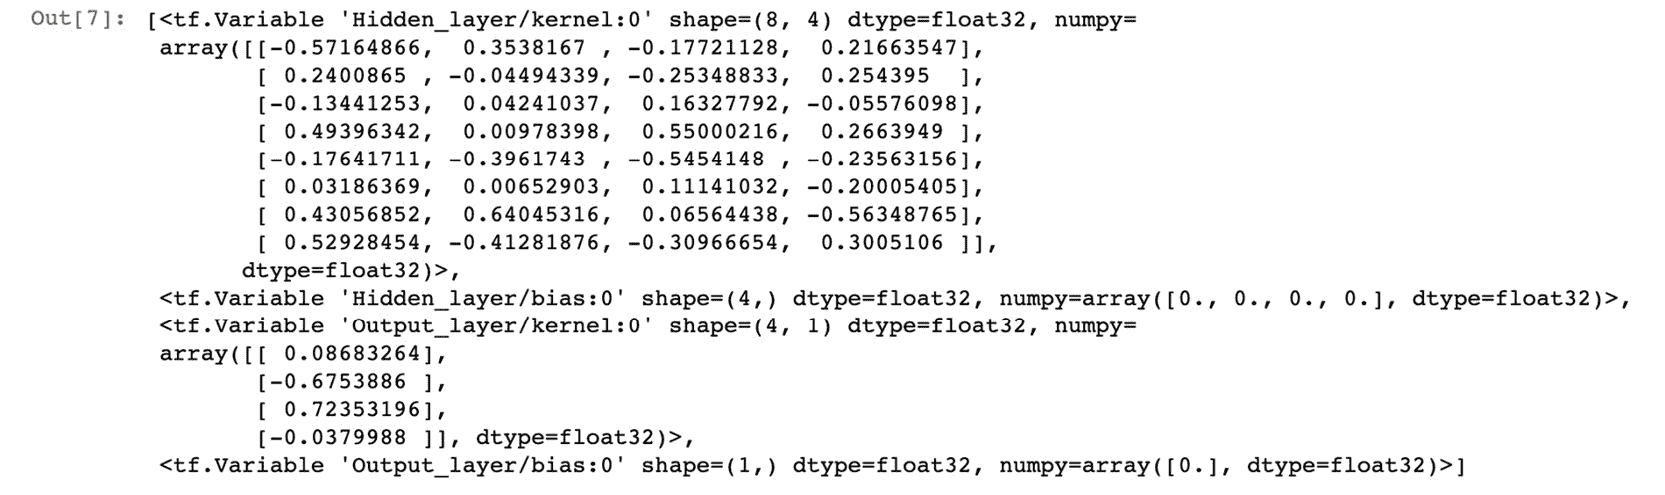 Out[7]: [<tf.Variable 'Hidden_layer/kernel:0' shape=(8, 4) dtype=float32, numpy=
array([[-0.57164866,  0.3538167 , -0.17721128,  0.21663547],
[ 0.2400865 , -0.04494339, -0.25348833,  0.254395  ],
[-0.13441253,  0.04241037,  0.16327792, -0.05576098],
[ 0.49396342,  0.00978398,  0.55000216,  0.2663949 ],
[-0.17641711, -0.3961743 , -0.5454148 , -0.23563156],
[ 0.03186369,  0.00652903,  0.11141032, -0.20005405],
[ 0.43056852,  0.64045316,  0.06564438, -0.56348765],
[ 0.52928454, -0.41281876, -0.30966654,  0.3005106 ]],
dtype=float32)>,
<tf.Variable 'Hidden_layer/bias:0' shape=(4,) dtype=float32, numpy=array([0., 0., 0., 0.], dtype=float32)>,
<tf.Variable 'Output_layer/kernel:0' shape=(4, 1) dtype=float32, numpy=
array([[ 0.08683264],
[-0.6753886 ],
[ 0.72353196],
[-0.0379988 ]], dtype=float32)>,
<tf.Variable 'Output_layer/bias:0' shape=(1,) dtype=float32, numpy=array([0.], dtype=float32)>]